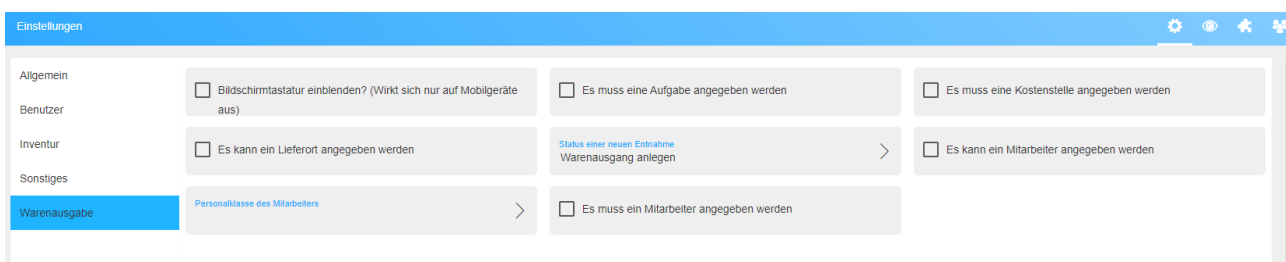 Einstellungen
Allgemein
Benutzer
Inventur
Sonstiges
Warenausgabe
Bildschirmtastatur einblenden? (Wirkt sich nur auf Mobilgeräte
aus)
Es muss eine Aufgabe angegeben werden
Es muss eine Kostenstelle angegeben werden
Es kann ein Lieferort angegeben werden
Status einer neuen Entnahme
Warenausgang anlegen
Es kann ein Mitarbeiter angegeben werden
Personalklasse des Mitarbeiters
Es muss ein Mitarbeiter angegeben werden